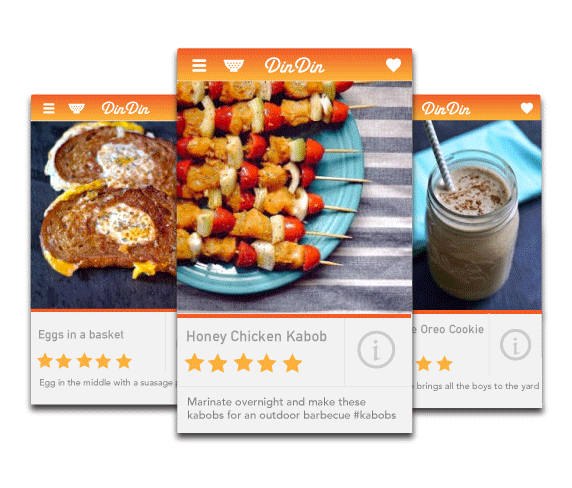 DinDin
Eggs in a basket
Egg in the middle with a suasage
DinDin
Honey Chicken Kabob
i
Marinate overnight and make these
kabobs for an outdoor barbecue #kabobs
DinDin
Oreo Cookie
i
brings all the boys to the yard